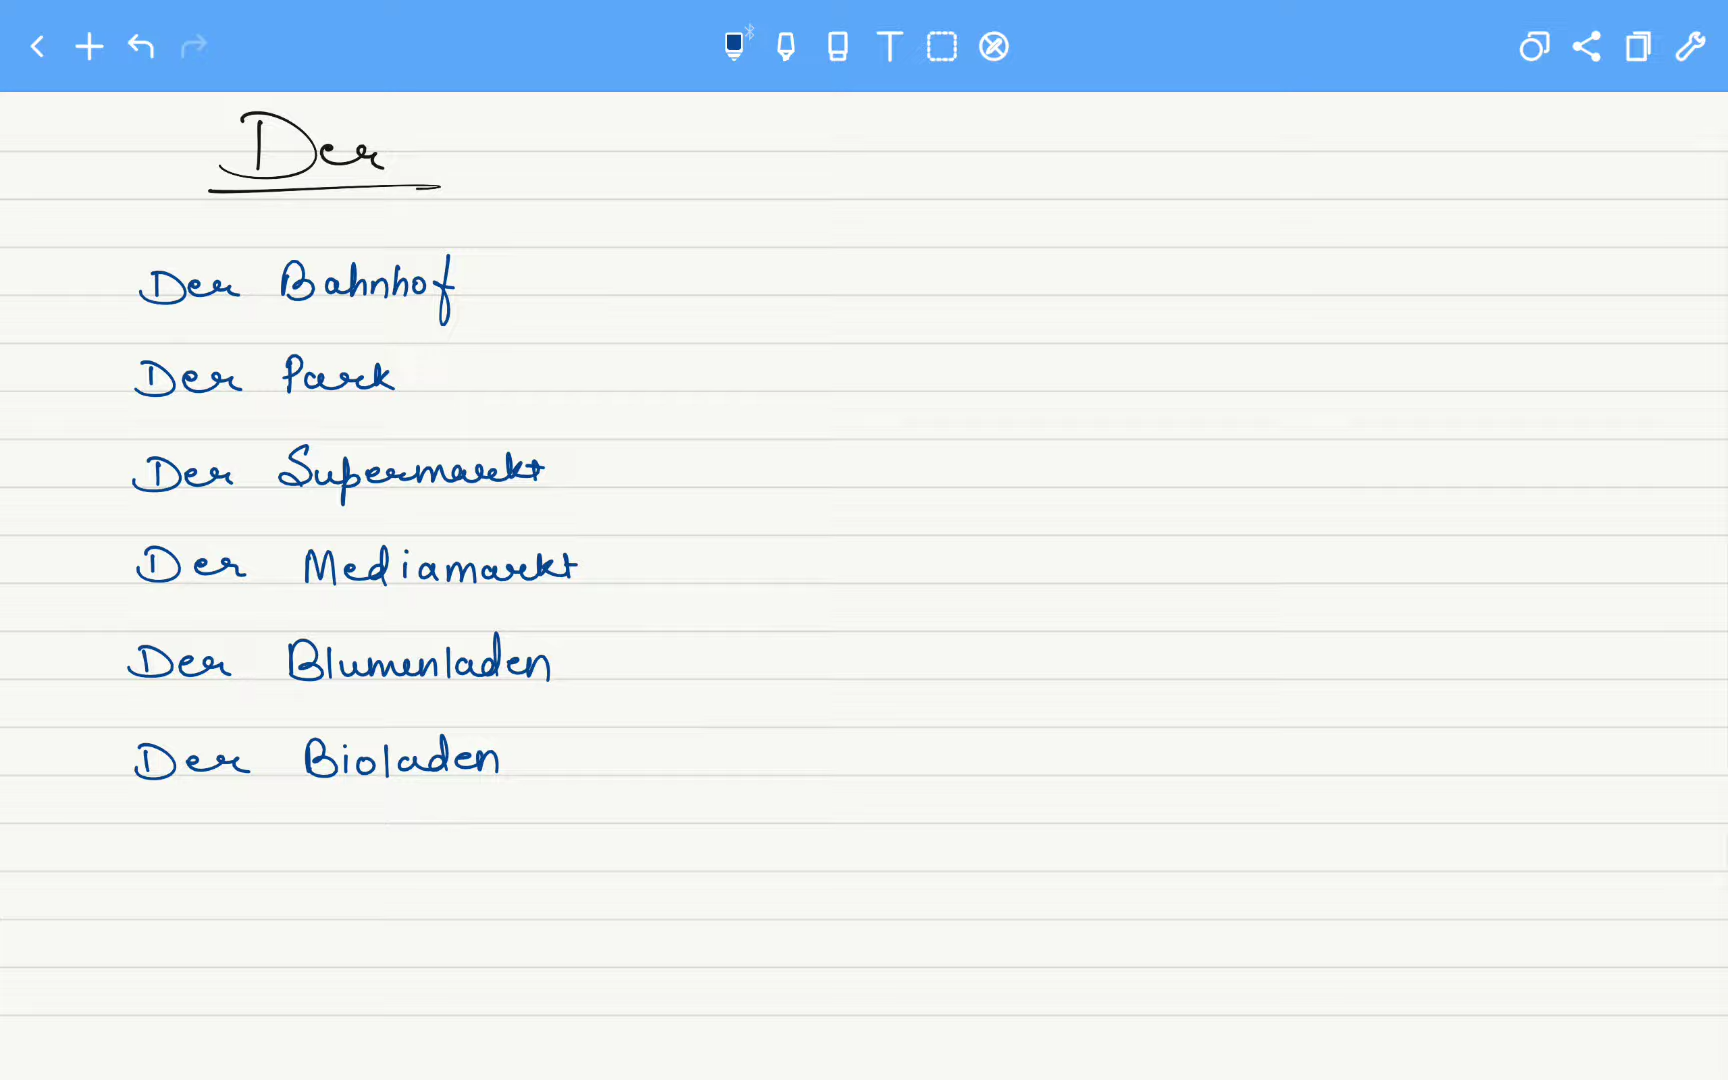 Der
Der Bahnhof
Der Park
Der Supermarkt
Der Mediamarkt
Der Blumenladen
Der Bioladen